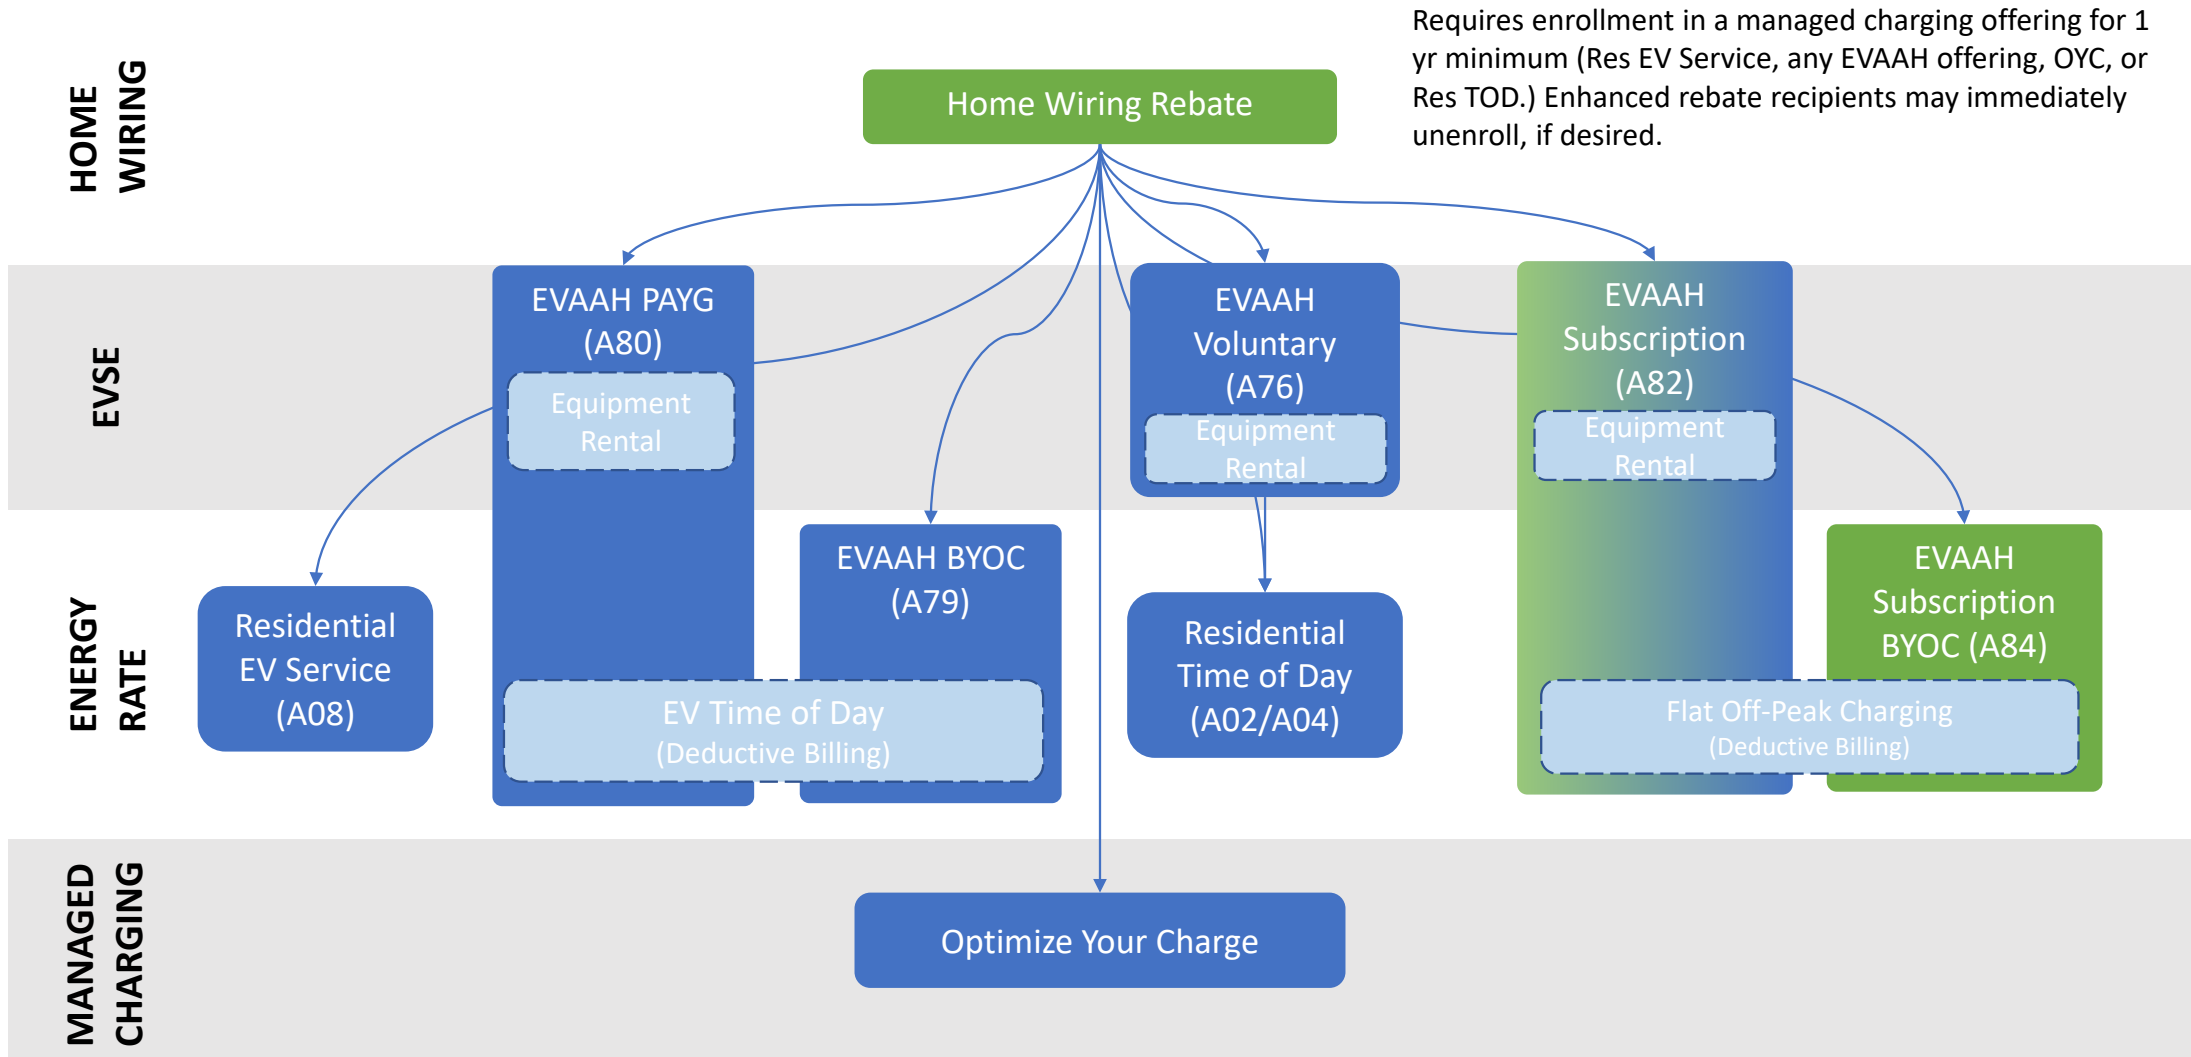 HOME
WIRING
Home Wiring Rebate
Requires enrollment in a managed charging offering for 1
yr minimum (Res EV Service, any EVAAH offering, OYC, or
Res TOD.) Enhanced rebate recipients may immediately
unenroll, if desired.
EVSE
EVAAH PAYG
(A80)
Equipment
Rental
EVAAH
Voluntary
(A76)
Equipment
Rental
EVAAH
Subscription
(A82)
Equipment
Rental
ENERGY
RATE
Residential
EV Service
(A08)
EVAAH BYOC
(A79)
EV Time of Day
(Deductive Billing)
Residential
Time of Day
(A02/A04)
EVAAH
Subscription
BYOC (A84)
Flat Off-Peak Charging
(Deductive Billing)
MANAGED
CHARGING
Optimize Your Charge